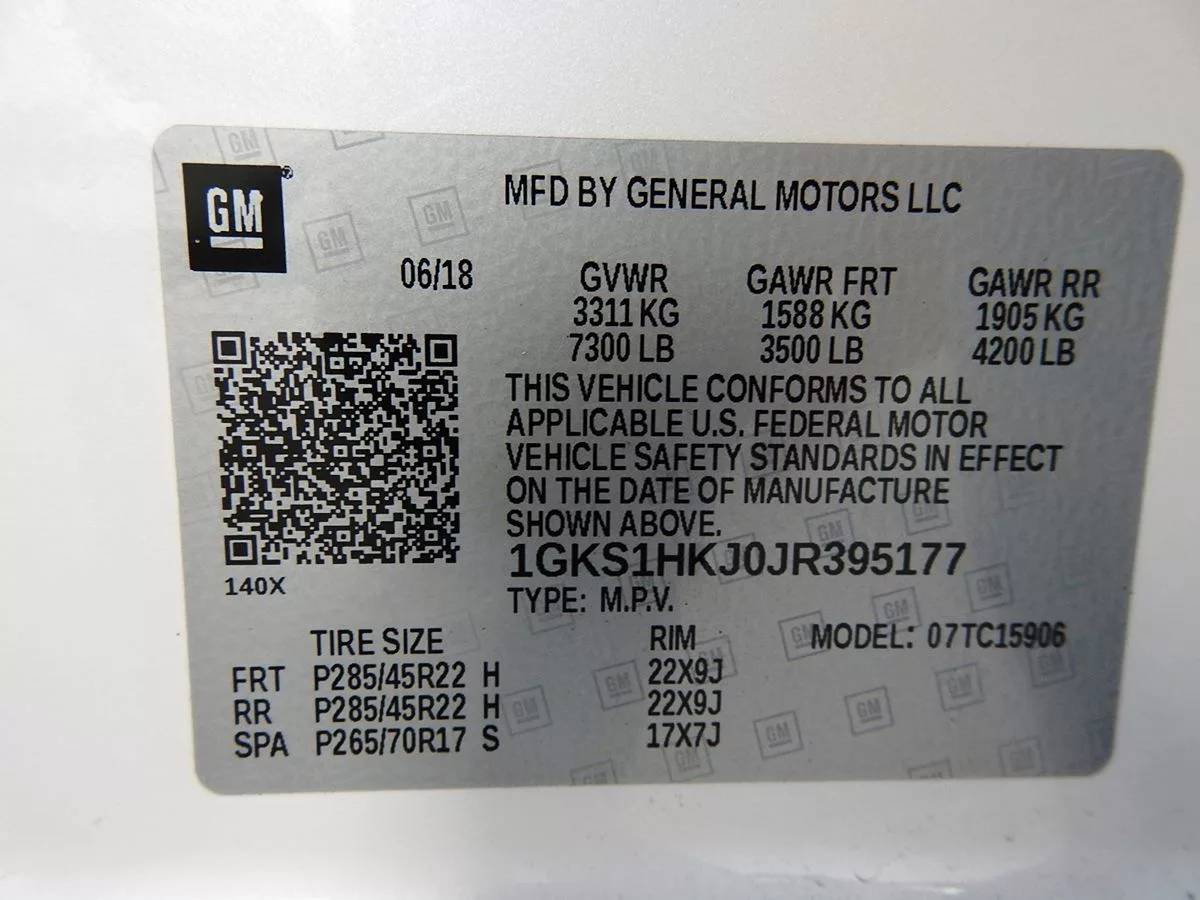 GM®
MFD BY GENERAL MOTORS LLC
06/18
GVWR GAWR FRT GAWR RR
3311 KG 1588 KG 1905 KG
7300 LB 3500 LB 4200 LB
THIS VEHICLE CONFORMS TO ALL
APPLICABLE U.S. FEDERAL MOTOR
VEHICLE SAFETY STANDARDS IN EFFECT
ON THE DATE OF MANUFACTURE
SHOWN ABOVE.
1GKS1HKJ0JR395177
140X
TYPE: M.P.V.
TIRE SIZE RIM MODEL: 07TC15906
FRT P285/45R22 H 22X9J
RR P285/45R22 H 22X9J
SPA P265/70R17 S 17X7J